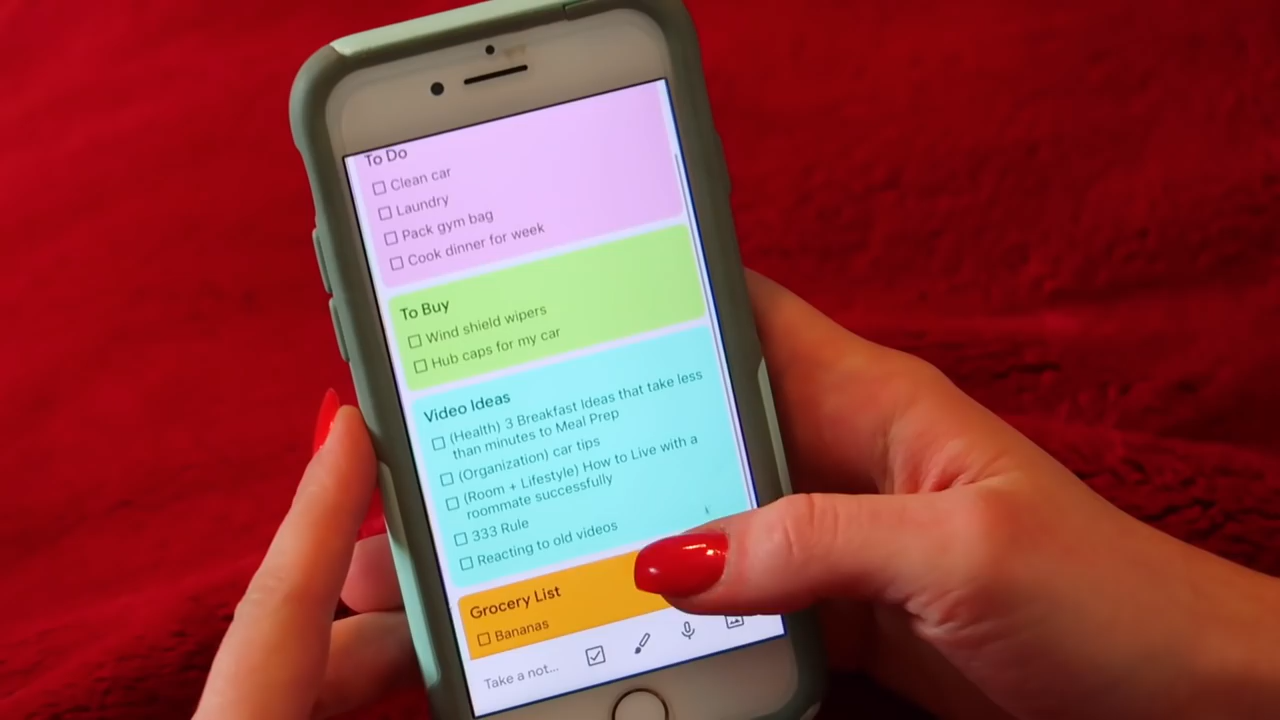 To Do
Clean car
Laundry
Pack gym bag
Cook dinner for week
To Buy
Wind shield wipers
Hub caps for my car
Video Ideas
(Health) 3 Breakfast Ideas that take less
than minutes to Meal Prep
(Organization) car tips
(Room + Lifestyle) How to Live with a
roommate successfully
333 Rule
Reacting to old videos
Grocery List
Bananas
Take a not...